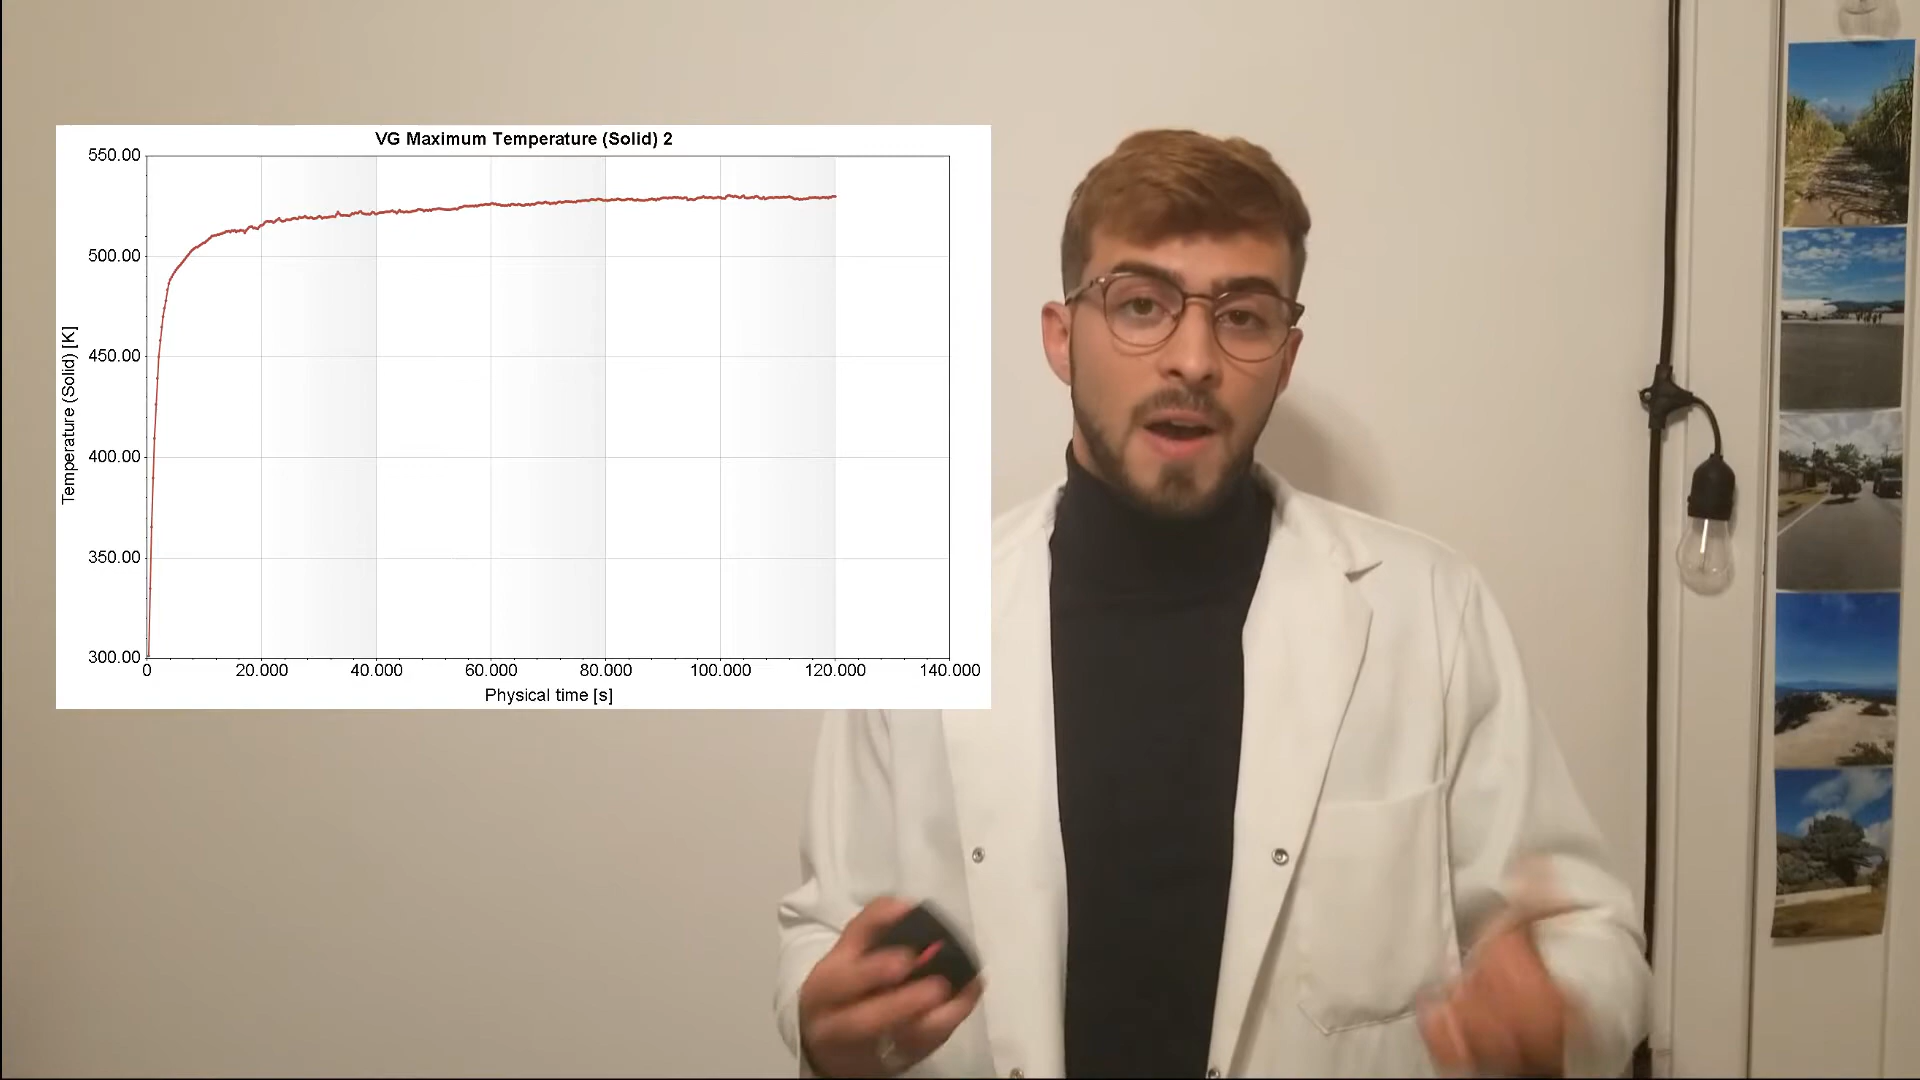 VG Maximum Temperature (Solid) 2
550.00
500.00
450.00
400.00
350.00
300.00
Temperature (Solid) [K]
0 20.000 40.000 60.000 80.000 100.000 120.000 140.000
Physical time [s]